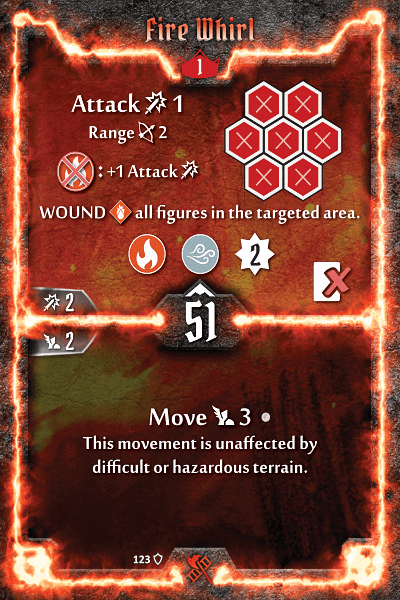 Fire Whirl
1
Attack 1
Range 2
: +1 Attack
WOUND all figures in the targeted area.
2
2
51
2
Move 3
This movement is unaffected by
difficult or hazardous terrain.
123